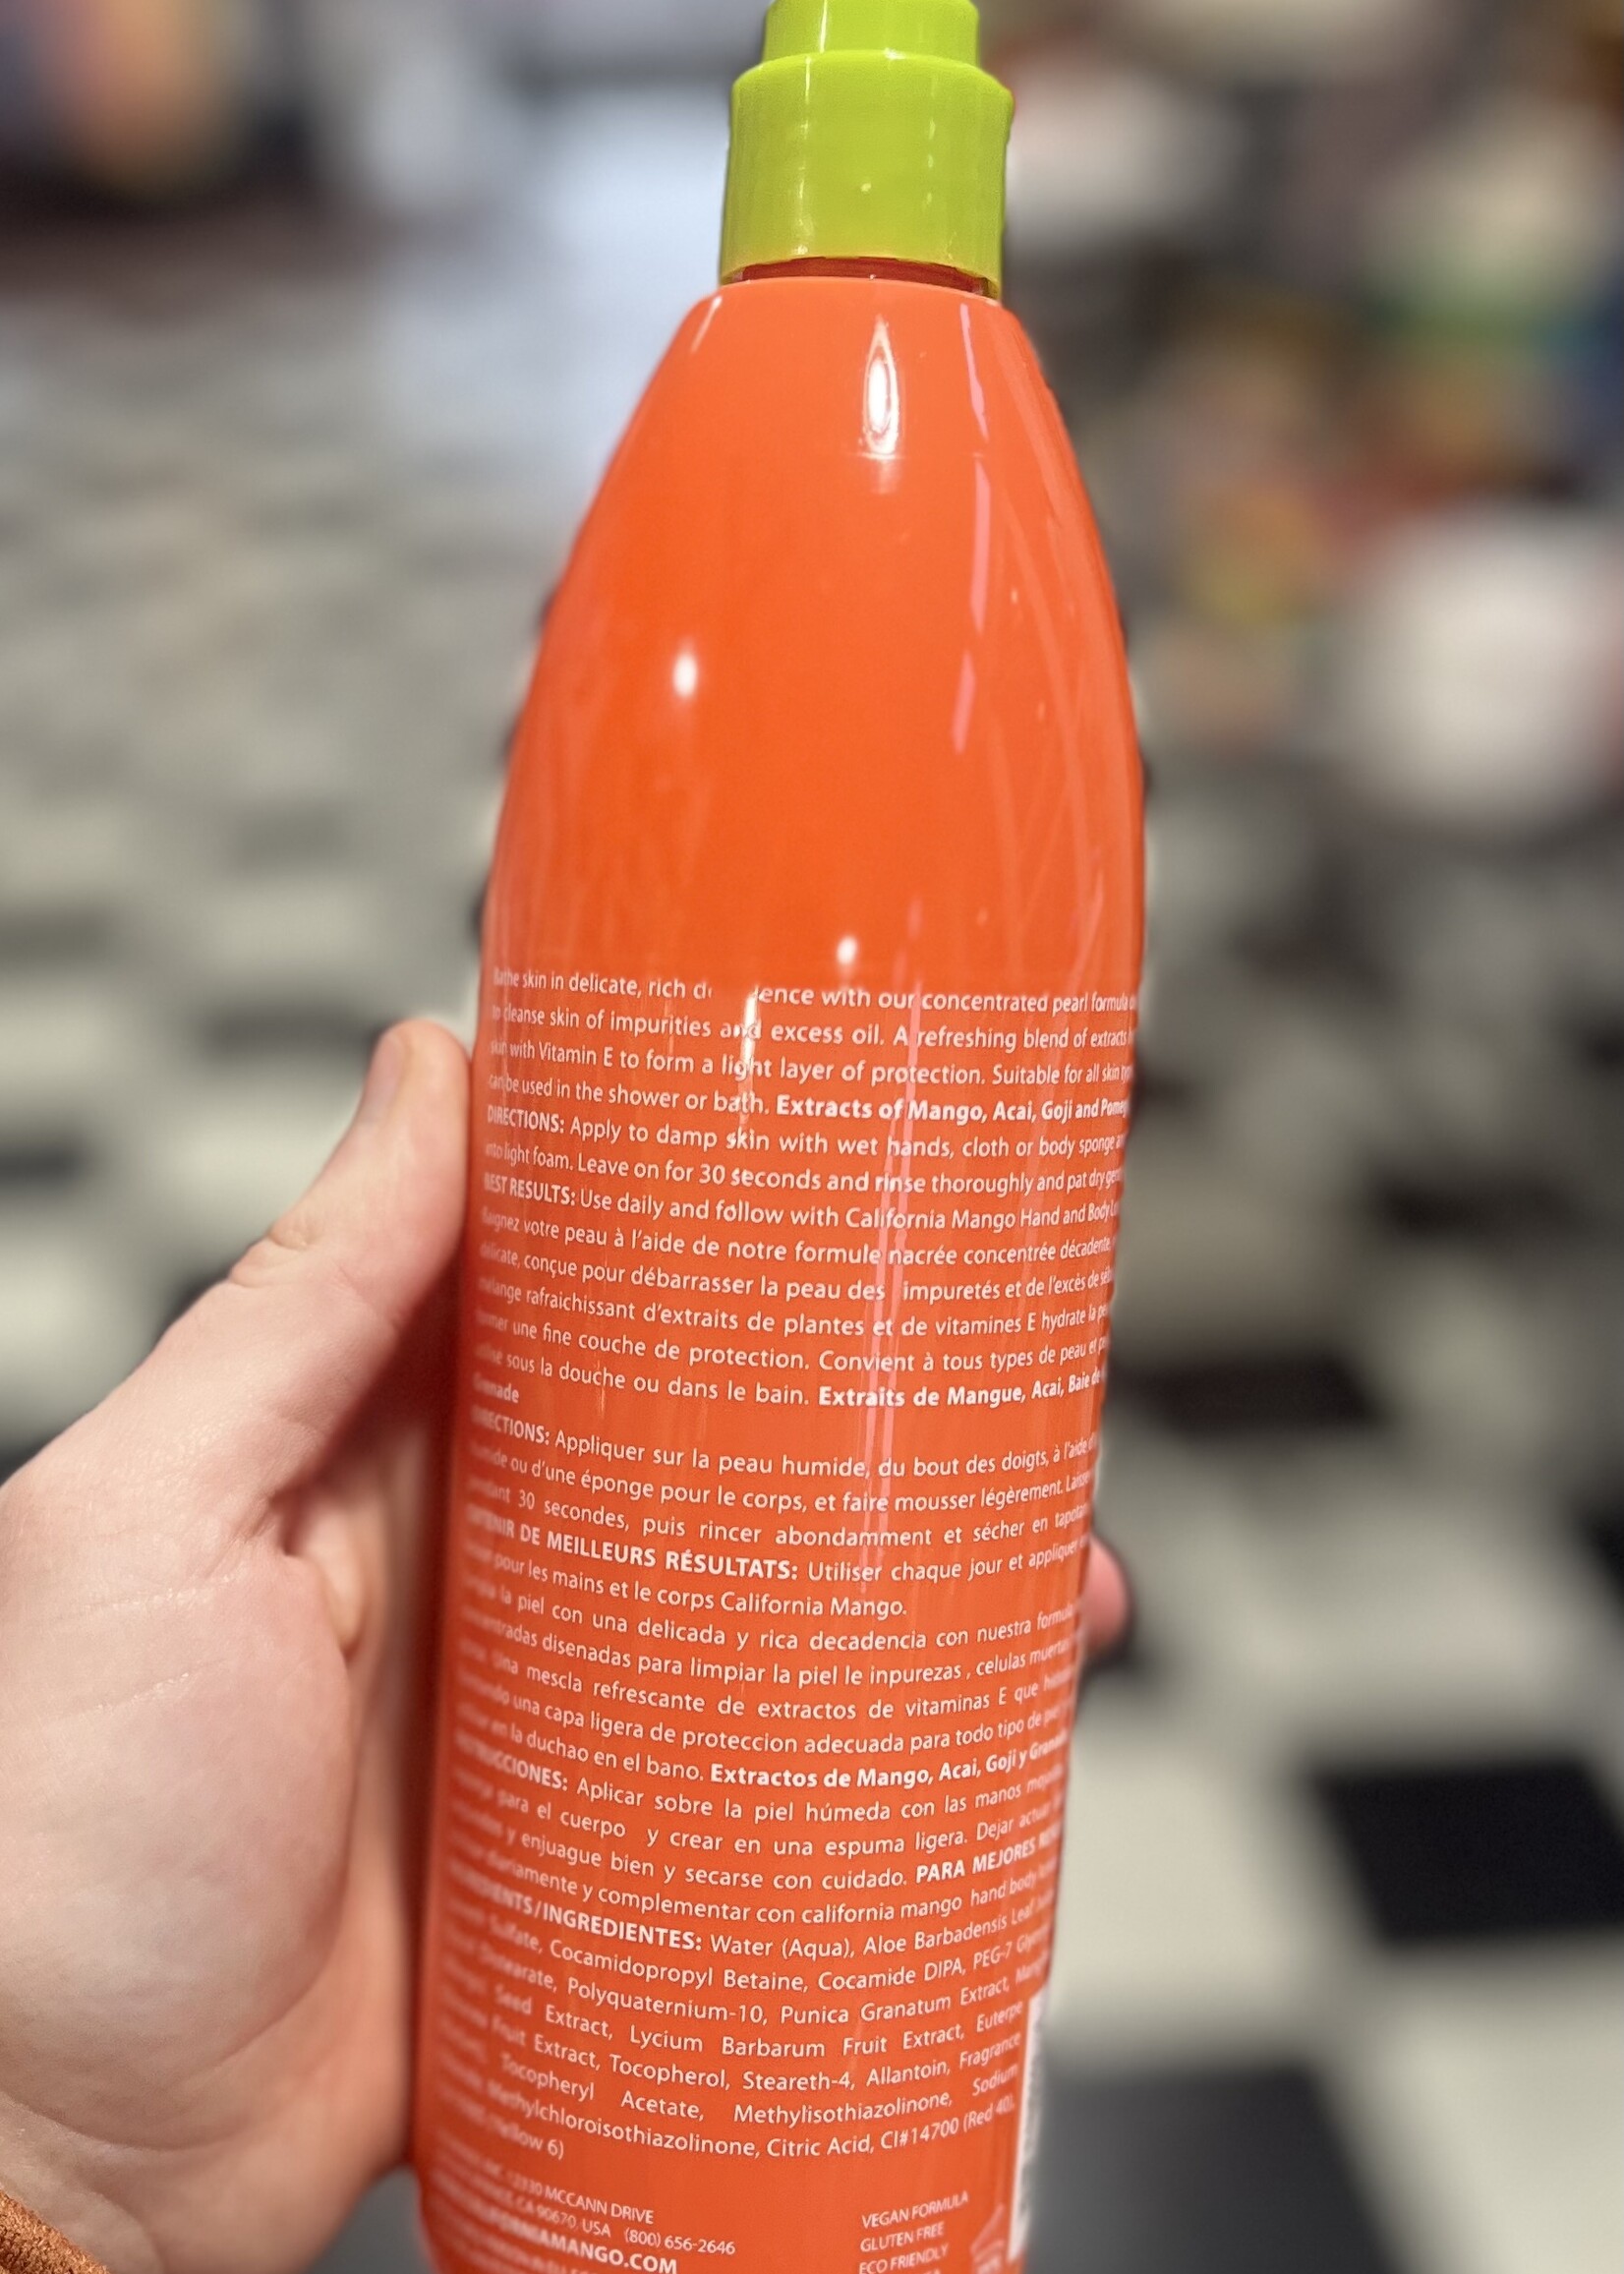 skin in delicate, rich with our concentrated pearl formula
cleanse skin of impurities and excess oil. A refreshing blend of extracts
skin with Vitamin E to form a light layer of protection. Suitable for all skin
can be used in the shower or bath. Extracts of Mango, Acai, Goji and
DIRECTIONS: Apply to damp skin with wet hands, cloth or body sponge
into light foam. Leave on for 30 seconds and rinse thoroughly and pat dry
BEST RESULTS: Use daily and follow with California Mango Hand and Body
Baignez votre peau à l'aide de notre formule nacrée concentrée décadente,
délicate, conçue pour débarrasser la peau des impuretés et de l'excès de
mélange rafraichissant d'extraits de plantes et de vitamines E hydrate la
former une fine couche de protection. Convient à tous types de peau et
utilisé sous la douche ou dans le bain. Extraits de Mangue, Acai, Baie de
Grenade
DIRECTIONS: Appliquer sur la peau humide, du bout des doigts, à l'aide
humide ou d'une éponge pour le corps, et faire mousser légèrement.
pendant 30 secondes, puis rincer abondamment et sécher en
DE MEILLEURS RÉSULTATS: Utiliser chaque jour et appliquer
pour les mains et le corps California Mango.
la piel con una delicada y rica decadencia con nuestra formula
disenadas para limpiar la piel le inpurezas , celulas
Una mescla refrescante de extractos de vitaminas E que
una capa ligera de proteccion adecuada para todo tipo de
en la duchao en el bano. Extractos de Mango, Acai, Goji y
INSTRUCCIONES: Aplicar sobre la piel húmeda con las manos
para el cuerpo y crear en una espuma ligera. Dejar actuar
y enjuague bien y secarse con cuidado. PARA MEJORES
diariamente y complementar con california mango hand body
INGREDIENTS/INGREDIENTES: Water (Aqua), Aloe Barbadensis Leaf
Sulfate, Cocamidopropyl Betaine, Cocamide DIPA, PEG-7
Polyquaternium-10, Punica Granatum Extract,
Seed Extract, Lycium Barbarum Fruit Extract, Euterpe
Fruit Extract, Tocopherol, Steareth-4, Allantoin, Fragrance
Tocopheryl Acetate, Methylisothiazolinone, Sodium
Methylchloroisothiazolinone, Citric Acid, CI#14700 (Red 40),
(Yellow 6)
MCCANN DRIVE
CA 90670, USA (800) 656-2646
VEGAN FORMULA
GLUTEN FREE
ECO FRIENDLY